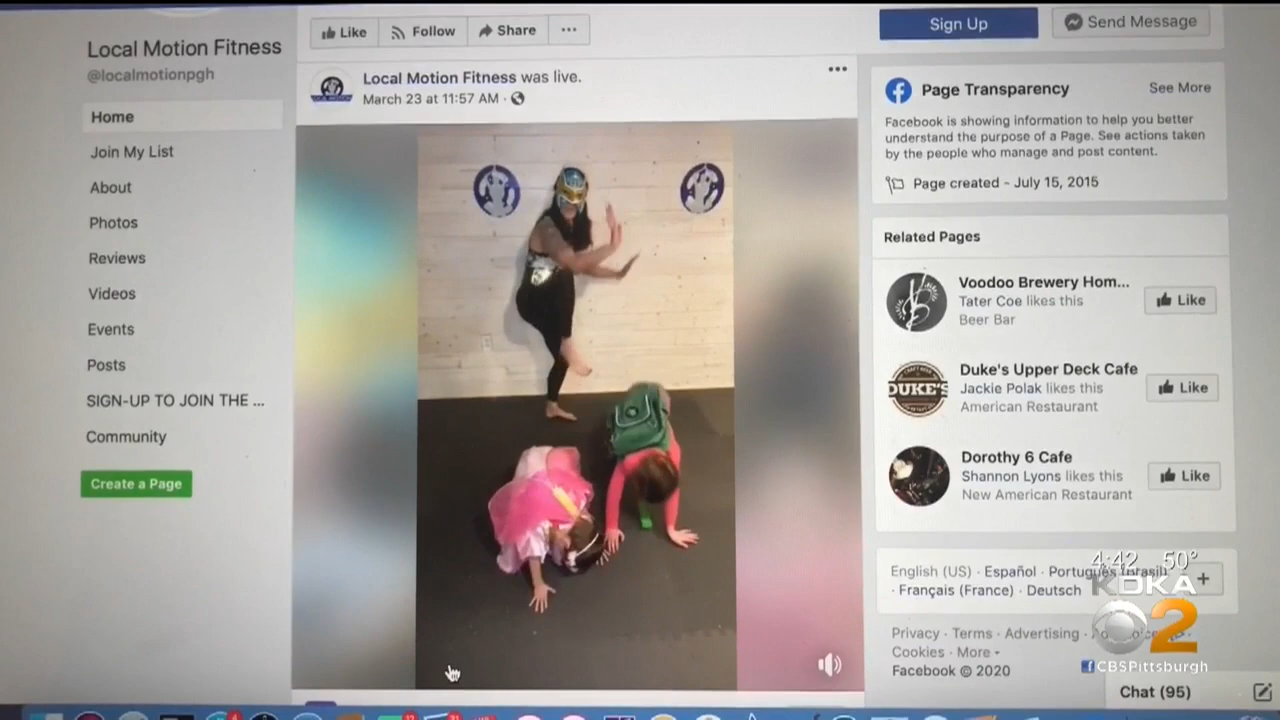 Local Motion Fitness
@localmotionpgh
Home
Join My List
About
Photos
Reviews
Videos
Events
Posts
SIGN-UP TO JOIN THE ...
Community
Create a Page
Like
Follow
Share
...
Local Motion Fitness was live.
March 23 at 11:57 AM ·
Sign Up
Send Message
Page Transparency
See More
Facebook is showing information to help you better
understand the purpose of a Page. See actions taken
by the people who manage and post content.
Page created - July 15, 2015
Related Pages
Voodoo Brewery Hom...
Tater Coe likes this
Beer Bar
Like
Duke's Upper Deck Cafe
Jackie Polak likes this
American Restaurant
Like
DUKE'S
Dorothy 6 Cafe
Shannon Lyons likes this
New American Restaurant
Like
English (US) · Español · Português (Brasil)
· Français (France) · Deutsch
+
Privacy · Terms · Advertising ·
Cookies · More
Facebook © 2020
Chat (95)
4:42 50°
KDKA
2
CBSPittsburgh